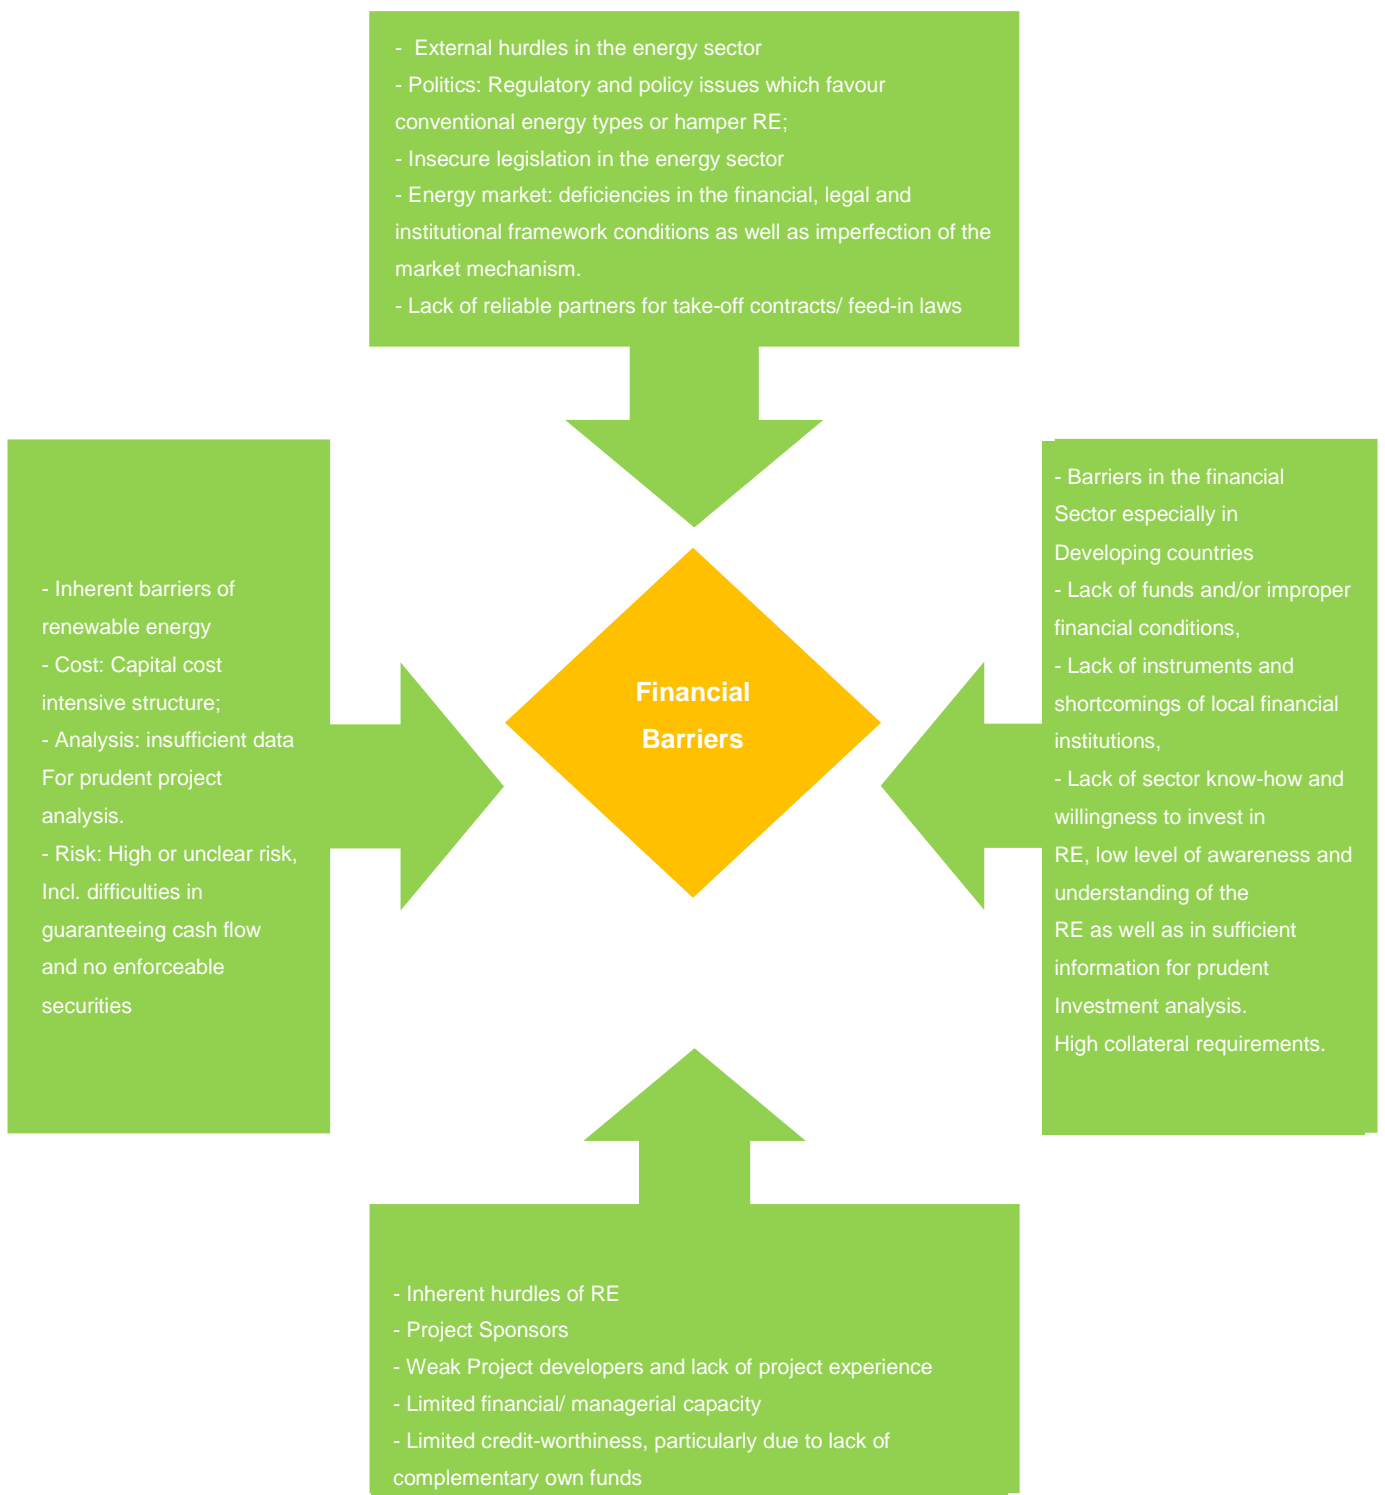 - External hurdles in the energy sector
- Politics: Regulatory and policy issues which favour
conventional energy types or hamper RE;
- Insecure legislation in the energy sector
- Energy market: deficiencies in the financial, legal and
institutional framework conditions as well as imperfection of the
market mechanism.
- Lack of reliable partners for take-off contracts/ feed-in laws
- Inherent barriers of
renewable energy
- Cost: Capital cost
intensive structure;
- Analysis: insufficient data
For prudent project
analysis.
- Risk: High or unclear risk,
Incl. difficulties in
guaranteeing cash flow
and no enforceable
securities
Financial
Barriers
- Barriers in the financial
Sector especially in
Developing countries
- Lack of funds and/or improper
financial conditions,
- Lack of instruments and
shortcomings of local financial
institutions,
- Lack of sector know-how and
willingness to invest in
RE, low level of awareness and
understanding of the
RE as well as in sufficient
information for prudent
Investment analysis.
High collateral requirements.
- Inherent hurdles of RE
- Project Sponsors
- Weak Project developers and lack of project experience
- Limited financial/ managerial capacity
- Limited credit-worthiness, particularly due to lack of
complementary own funds